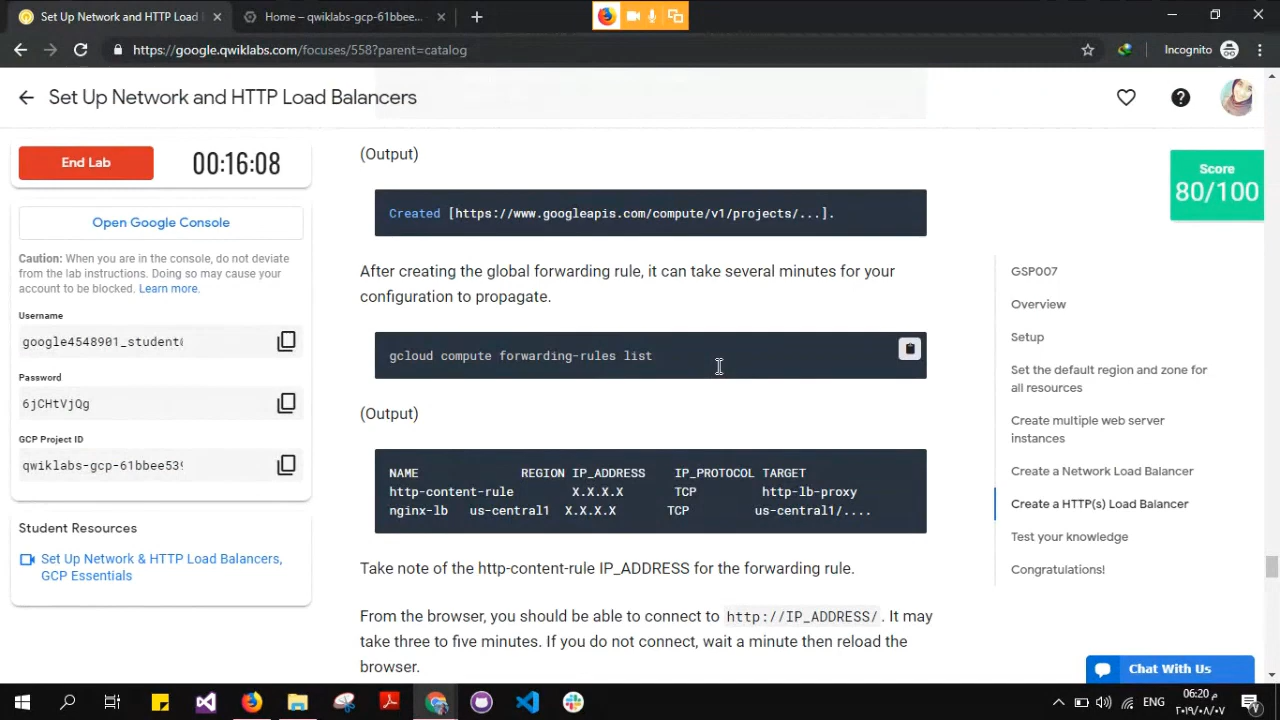 Set Up Network and HTTP Load
Home – qwiklabs-gcp-61bbee...
https://google.qwiklabs.com/focuses/558?parent=catalog
Incognito
Set Up Network and HTTP Load Balancers
End Lab
00:16:08
Open Google Console
Caution: When you are in the console, do not deviate
from the lab instructions. Doing so may cause your
account to be blocked. Learn more.
Username
google4548901_student
Password
6jCHtVjQg
GCP Project ID
qwiklabs-gcp-61bbee539
Student Resources
Set Up Network & HTTP Load Balancers,
GCP Essentials
(Output)
Created [https://www.googleapis.com/compute/v1/projects/...].
After creating the global forwarding rule, it can take several minutes for your
configuration to propagate.
gcloud compute forwarding-rules list
(Output)
NAME REGION IP_ADDRESS IP_PROTOCOL TARGET
http-content-rule X.X.X.X TCP http-lb-proxy
nginx-lb us-central1 X.X.X.X TCP us-central1/....
Take note of the http-content-rule IP_ADDRESS for the forwarding rule.
From the browser, you should be able to connect to http://IP_ADDRESS/. It may
take three to five minutes. If you do not connect, wait a minute then reload the
browser.
Score
80/100
GSP007
Overview
Setup
Set the default region and zone for
all resources
Create multiple web server
instances
Create a Network Load Balancer
Create a HTTP(s) Load Balancer
Test your knowledge
Congratulations!
Chat With Us
ENG
06:20 م
٢٠١٩/٠٨/٠٧